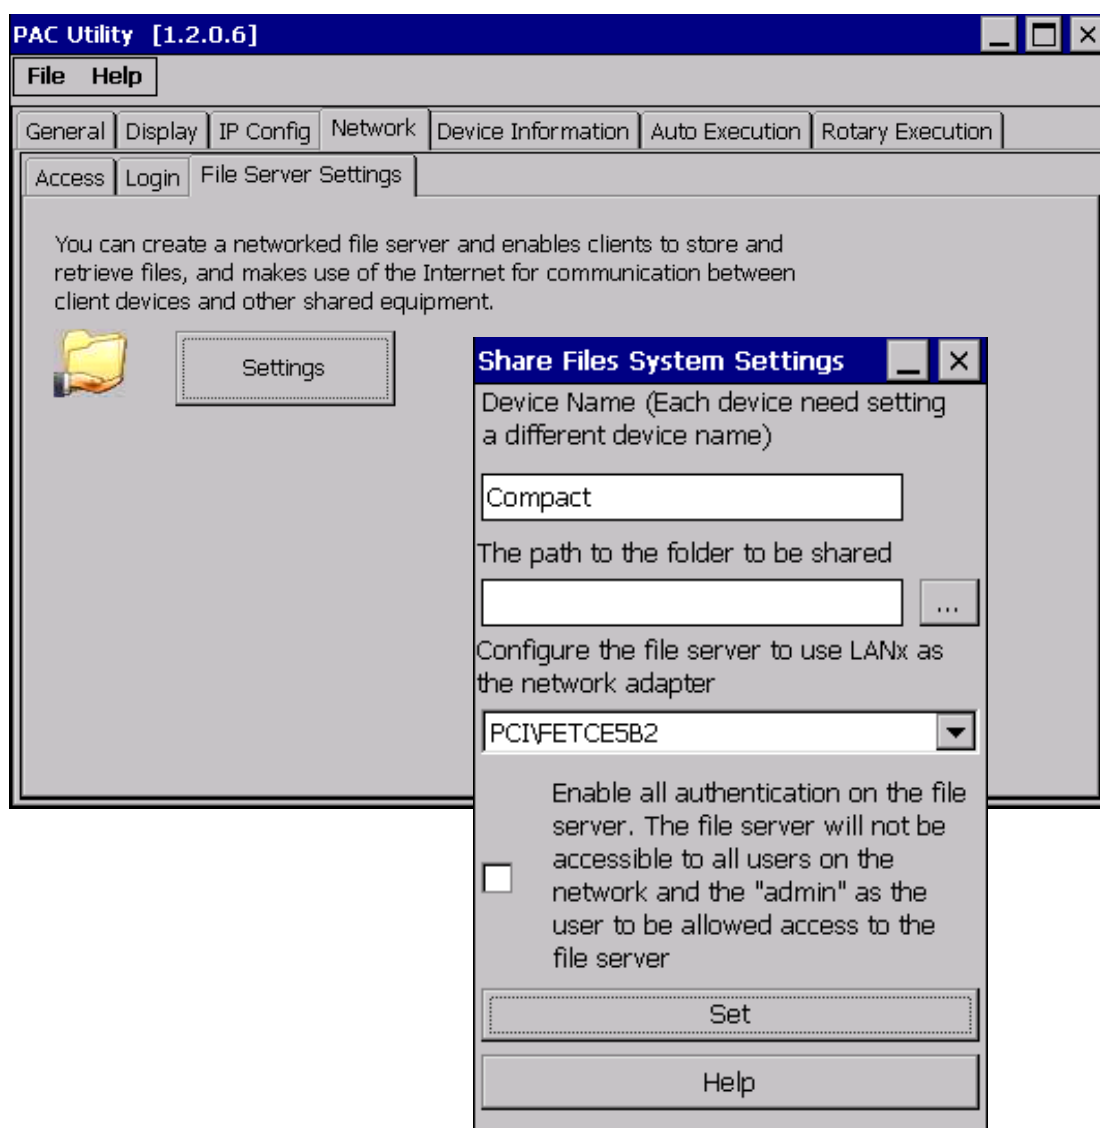 PAC Utility [1.2.0.6]
File Help
General Display IP Config Network Device Information Auto Execution Rotary Execution
Access Login File Server Settings
You can create a networked file server and enables clients to store and
retrieve files, and makes use of the Internet for communication between
client devices and other shared equipment.
Settings
Share Files System Settings
Device Name (Each device need setting
a different device name)
Compact
The path to the folder to be shared
...
Configure the file server to use LANx as
the network adapter
PCI\FETCE5B2
Enable all authentication on the file
server. The file server will not be
accessible to all users on the
network and the "admin" as the
user to be allowed access to the
file server
Set
Help